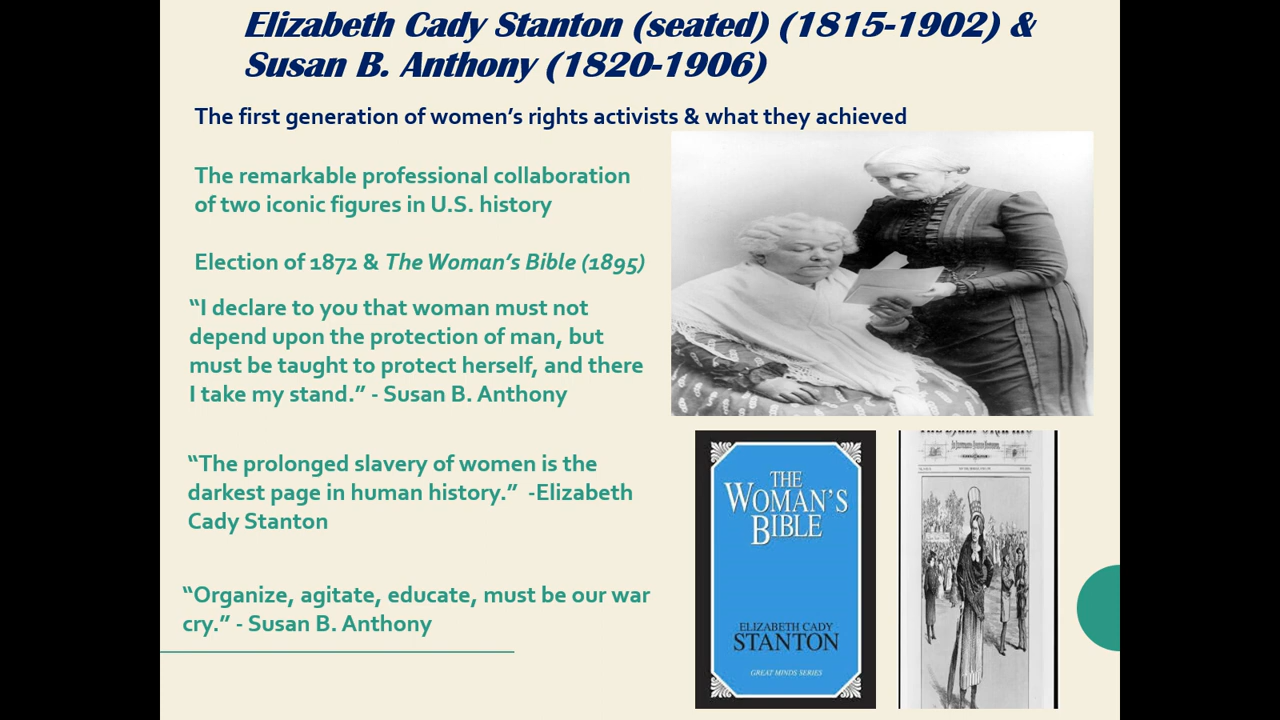 Elizabeth Cady Stanton (seated) (1815-1902) &
Susan B. Anthony (1820-1906)
The first generation of women’s rights activists & what they achieved
The remarkable professional collaboration
of two iconic figures in U.S. history
Election of 1872 & The Woman’s Bible (1895)
“I declare to you that woman must not
depend upon the protection of man, but
must be taught to protect herself, and there
I take my stand.” - Susan B. Anthony
“The prolonged slavery of women is the
darkest page in human history.”  -Elizabeth
Cady Stanton
“Organize, agitate, educate, must be our war
cry.” - Susan B. Anthony
THE
WOMAN’S
BIBLE
ELIZABETH CADY
STANTON
GREAT MINDS SERIES